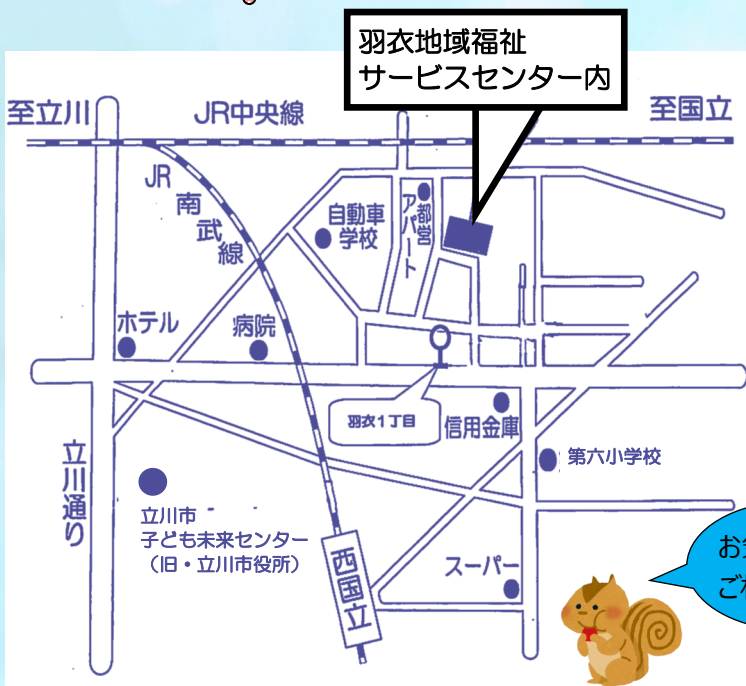 羽衣地域福祉
サービスセンター内
至立川
JR中央線
至国立
JR
南
武
線
自動車
学校
都営
アパート
ホテル
病院
羽衣1丁目
信用金庫
第六小学校
立川通り
立川市
子ども未来センター
（旧・立川市役所）
西国立
スーパー